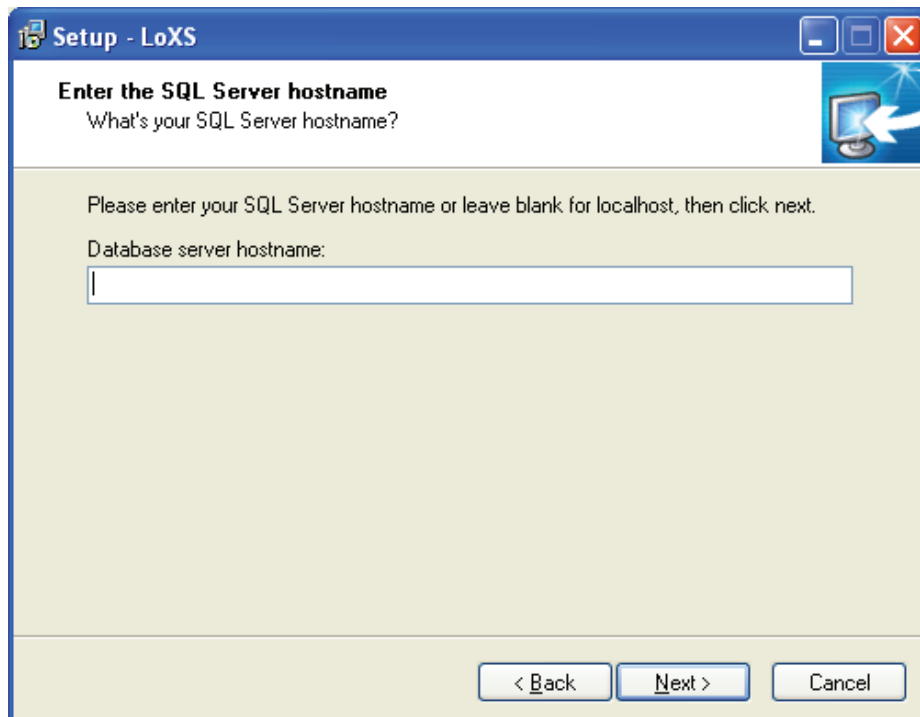 Setup - LoXS
Enter the SQL Server hostname
What's your SQL Server hostname?
Please enter your SQL Server hostname or leave blank for localhost, then click next.
Database server hostname:
< Back
Next >
Cancel